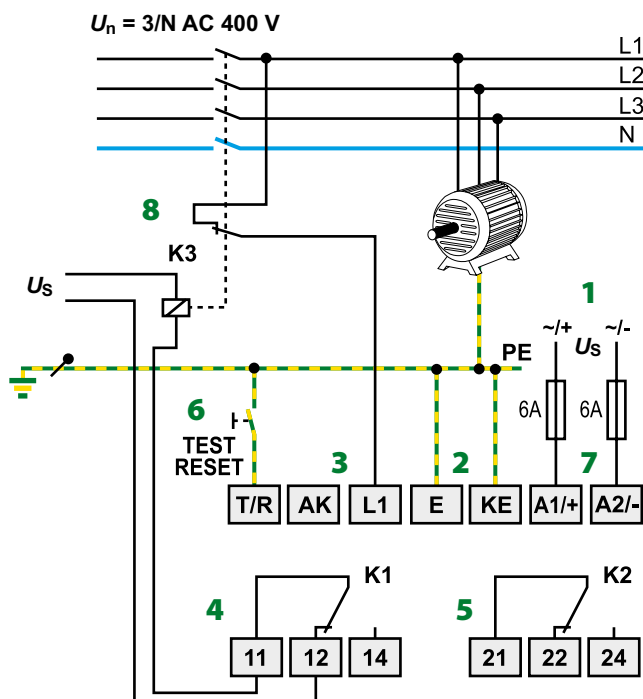 Un = 3/N AC 400 V
L1
L2
L3
N
8
K3
US
1
~/+ ~/-
US
PE
6A 6A
6
TEST
RESET
3
2
7
T/R AK L1 E KE A1/+ A2/-
K1 K2
4 5
11 12 14 21 22 24